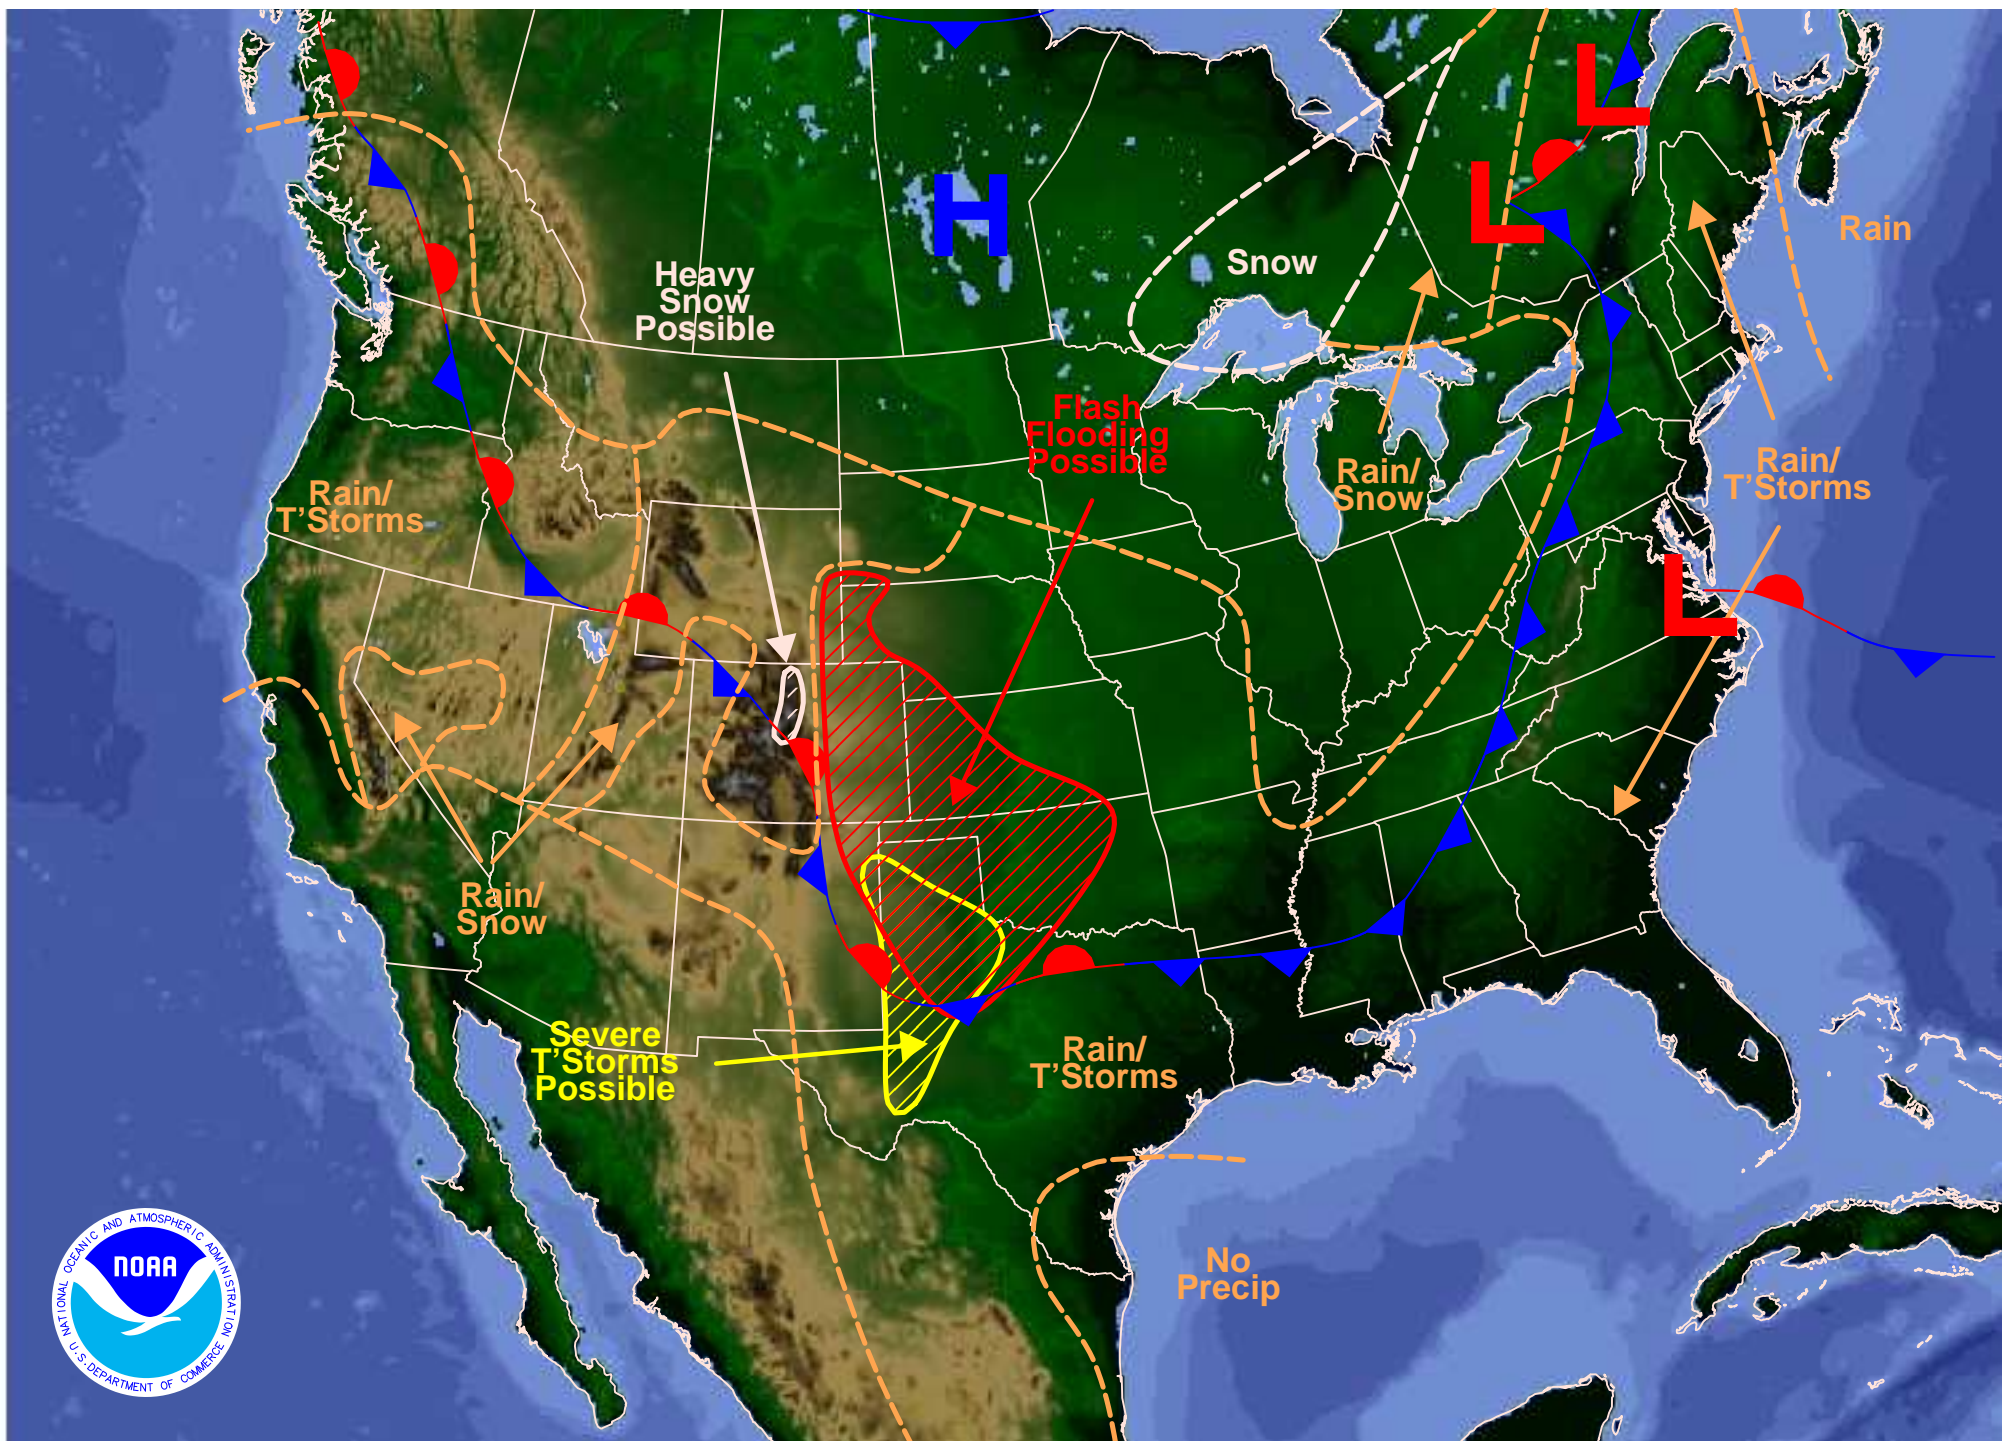 H
L
L
Rain
Snow
Heavy
Snow
Possible
Flash
Flooding
Possible
Rain/
Snow
Rain/
T'Storms
Rain/
T'Storms
L
Rain/
Snow
Severe
T'Storms
Possible
Rain/
T'Storms
No
Precip
NATIONAL OCEANIC AND ATMOSPHERIC ADMINISTRATION
NOAA
U.S. DEPARTMENT OF COMMERCE